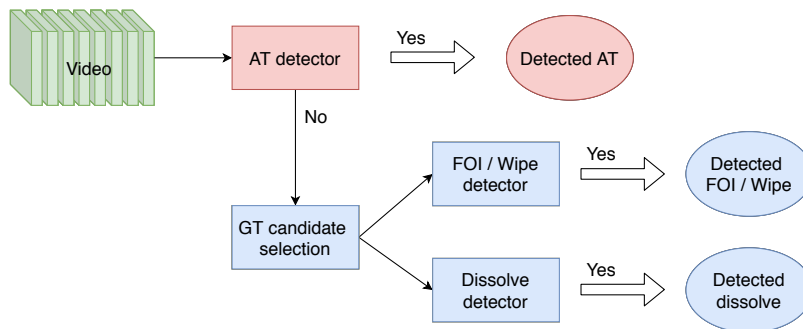 Video
AT detector
Yes
Detected AT
No
FOI / Wipe
detector
Yes
Detected
FOI / Wipe
GT candidate
selection
Dissolve
detector
Yes
Detected
dissolve